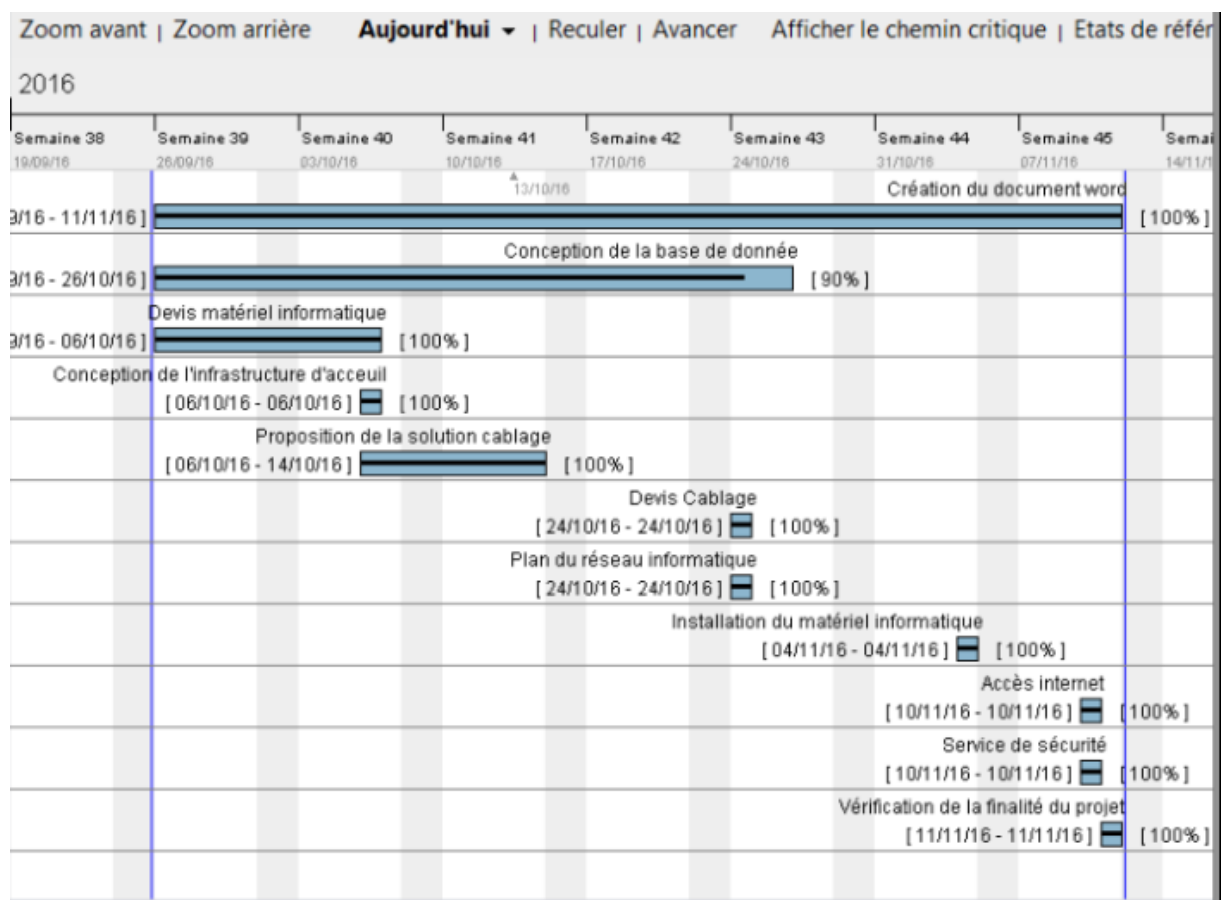 Zoom avant | Zoom arrière Aujourd'hui | Reculer | Avancer Afficher le chemin critique | Etats de référ
2016
Semaine 38 Semaine 39 Semaine 40 Semaine 41 Semaine 42 Semaine 43 Semaine 44 Semaine 45 Semai
19/09/16 26/09/16 03/10/16 10/10/16 17/10/16 24/10/16 31/10/16 07/11/16 14/11/1
13/10/16
Création du document word
9/16 - 11/11/16 ] [ 100% ]
Conception de la base de donnée
9/16 - 26/10/16 ] [ 90% ]
Devis matériel informatique
9/16 - 06/10/16 ] [ 100% ]
Conception de l'infrastructure d'acceuil
[ 06/10/16 - 06/10/16 ] [ 100% ]
Proposition de la solution cablage
[ 06/10/16 - 14/10/16 ] [ 100% ]
Devis Cablage
[ 24/10/16 - 24/10/16 ] [ 100% ]
Plan du réseau informatique
[ 24/10/16 - 24/10/16 ] [ 100% ]
Installation du matériel informatique
[ 04/11/16 - 04/11/16 ] [ 100% ]
Accès internet
[ 10/11/16 - 10/11/16 ] [ 100% ]
Service de sécurité
[ 10/11/16 - 10/11/16 ] [ 100% ]
Vérification de la finalité du projet
[ 11/11/16 - 11/11/16 ] [ 100% ]